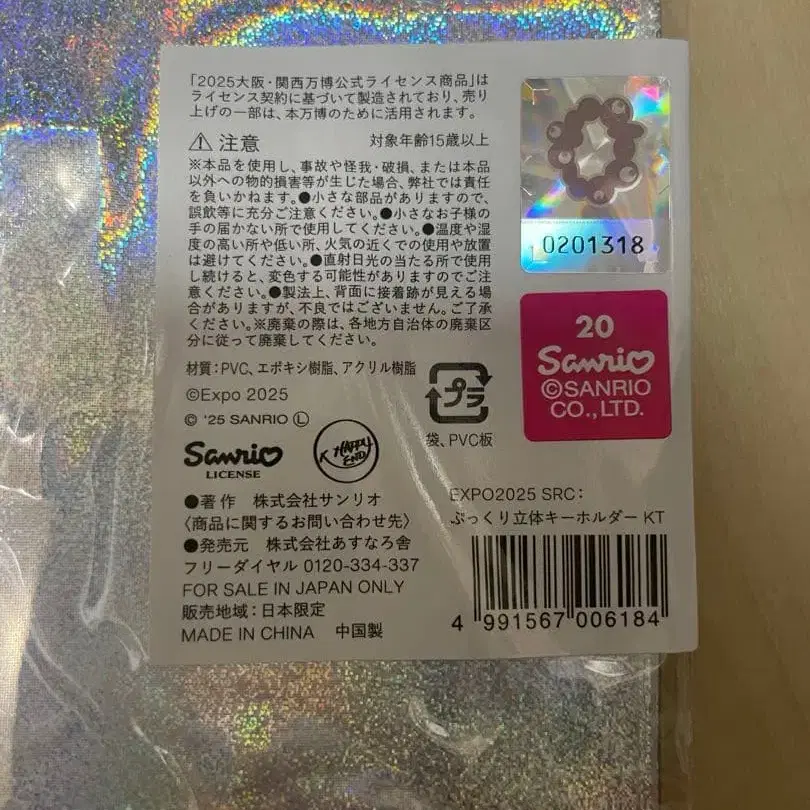 「2025大阪・関西万博公式ライセンス商品」は
ライセンス契約に基づいて製造されており、売り
上げの一部は、本万博のために活用されます。
⚠ 注意 対象年齢15歳以上
※本品を使用し、事故や怪我・破損、または本品
以外への物的損害等が生じた場合、弊社では責任
を負いかねます。●小さな部品がありますので、
誤飲等に充分ご注意ください。●小さなお子様の
手の届かない所で使用してください。●温度や湿
度の高い所や低い所、火気の近くでの使用や放置
は避けてください。●直射日光の当たる所で使用
し続けると、変色する可能性がありますのでご注
意ください。●製法上、背面に接着跡が見える場
合がありますが、不良ではございません。ご了承
ください。※廃棄の際は、各地方自治体の廃棄区
分に従って廃棄してください。
材質：PVC、エポキシ樹脂、アクリル樹脂
©Expo 2025
© '25 SANRIO Ⓛ
Sanrio
LICENSE
HAPPY
END
プラ
袋、PVC板
0201318
20
Sanrio
©SANRIO
CO.,LTD.
●著作 株式会社サンリオ
〈商品に関するお問い合わせ先〉
●発売元 株式会社あすなろ舎
フリーダイヤル 0120-334-337
FOR SALE IN JAPAN ONLY
販売地域：日本限定
MADE IN CHINA 中国製
EXPO2025 SRC：
ぷっくり立体キーホルダー KT
4 991567 006184